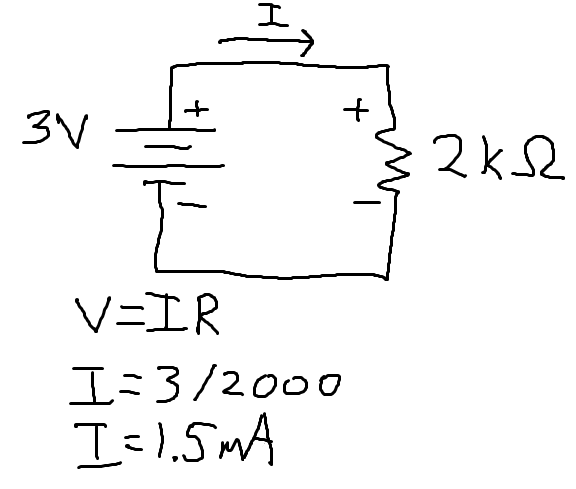 I
+ +
3V 2kΩ
- -
V=IR
I=3/2000
I=1.5mA